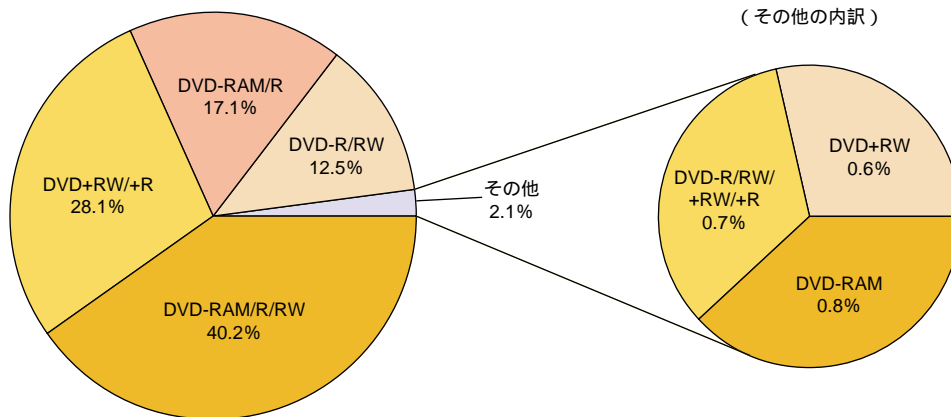 （その他の内訳）
DVD-RAM/R
17.1%
DVD-R/RW
12.5%
DVD+RW/+R
28.1%
その他
2.1%
DVD-RAM/R/RW
40.2%
DVD+RW
0.6%
DVD-R/RW/
+RW/+R
0.7%
DVD-RAM
0.8%